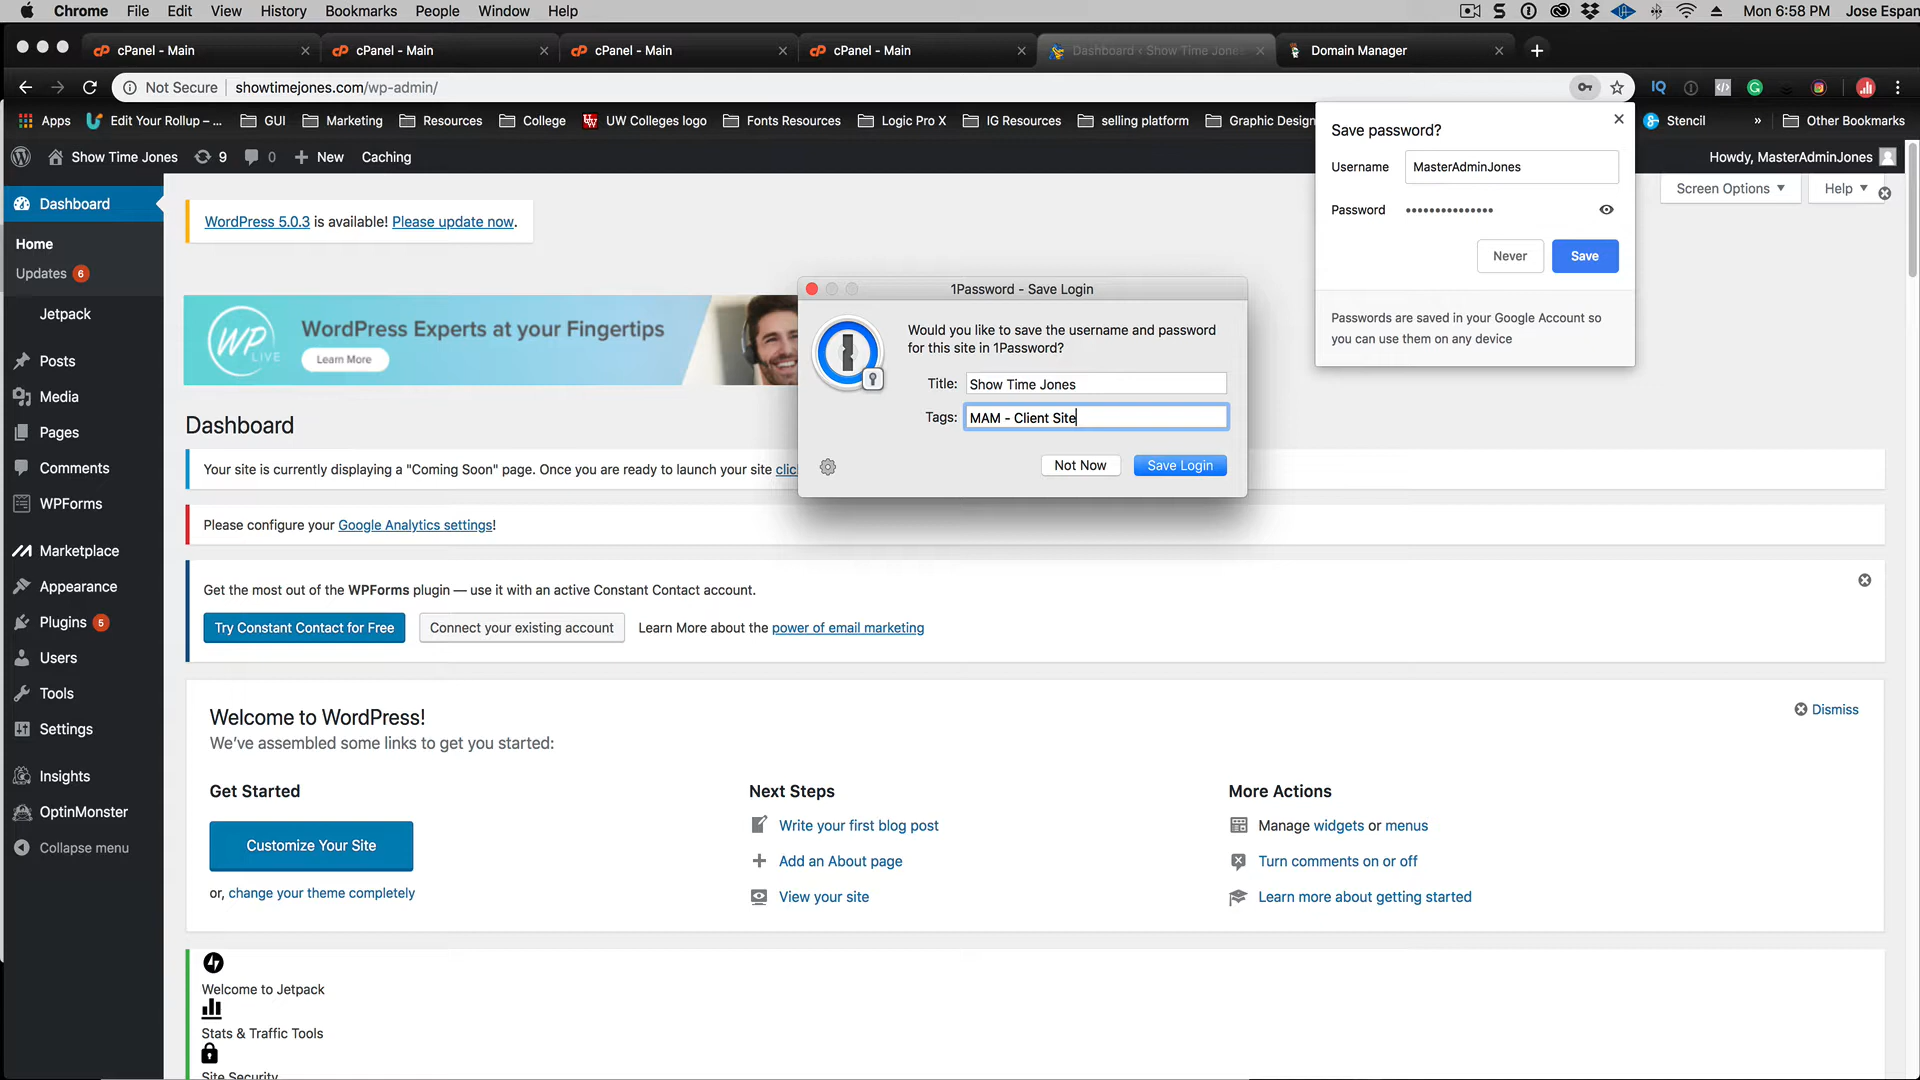 Chrome File Edit View History Bookmarks People Window Help
Mon 6:58 PM Jose Espan
cPanel - Main
cPanel - Main
cPanel - Main
cPanel - Main
Dashboard ‹ Show Time Jones
Domain Manager
Not Secure showtimejones.com/wp-admin/
Apps Edit Your Rollup – ... GUI Marketing Resources College UW Colleges logo Fonts Resources Logic Pro X IG Resources selling platform Graphic Design Stencil » Other Bookmarks
Show Time Jones 9 0 New Caching
Howdy, MasterAdminJones
Save password?
Username MasterAdminJones
Password ••••••••••••••••
Never Save
Passwords are saved in your Google Account so
you can use them on any device
Screen Options Help
Dashboard
Home
Updates 6
Jetpack
Posts
Media
Pages
Comments
WPForms
Marketplace
Appearance
Plugins 5
Users
Tools
Settings
Insights
OptinMonster
Collapse menu
WordPress 5.0.3 is available! Please update now.
WP LIVE
WordPress Experts at your Fingertips
Learn More
1Password - Save Login
Would you like to save the username and password
for this site in 1Password?
Title: Show Time Jones
Tags: MAM - Client Site
Not Now Save Login
Dashboard
Your site is currently displaying a "Coming Soon" page. Once you are ready to launch your site clic
Please configure your Google Analytics settings!
Get the most out of the WPForms plugin — use it with an active Constant Contact account.
Try Constant Contact for Free Connect your existing account Learn More about the power of email marketing
Welcome to WordPress!
Dismiss
We've assembled some links to get you started:
Get Started
Customize Your Site
or, change your theme completely
Next Steps
Write your first blog post
Add an About page
View your site
More Actions
Manage widgets or menus
Turn comments on or off
Learn more about getting started
Welcome to Jetpack
Stats & Traffic Tools
Site Security